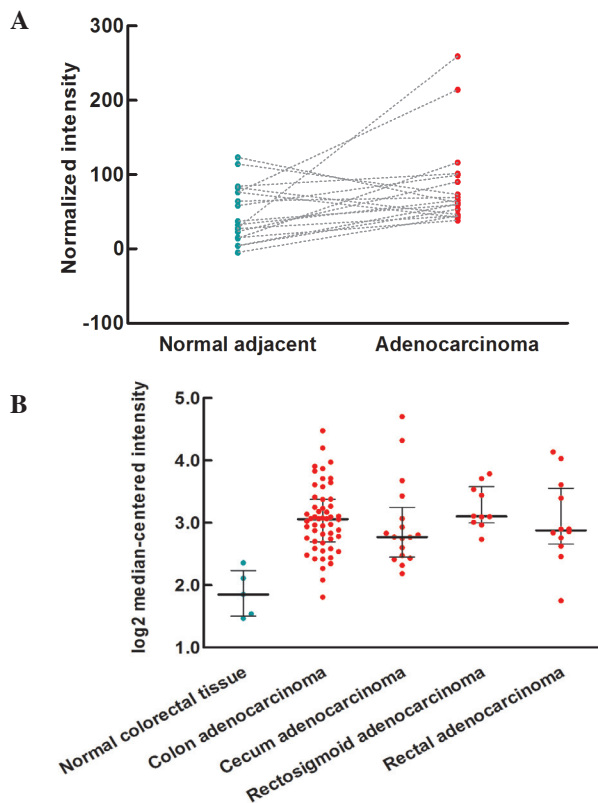 A
300
200
100
0
-100
Normalized intensity
Normal adjacent
Adenocarcinoma
B
5.0
4.0
3.0
2.0
1.0
log2 median-centered intensity
Normal colorectal tissue
Colon adenocarcinoma
Cecum adenocarcinoma
Rectosigmoid adenocarcinoma
Rectal adenocarcinoma